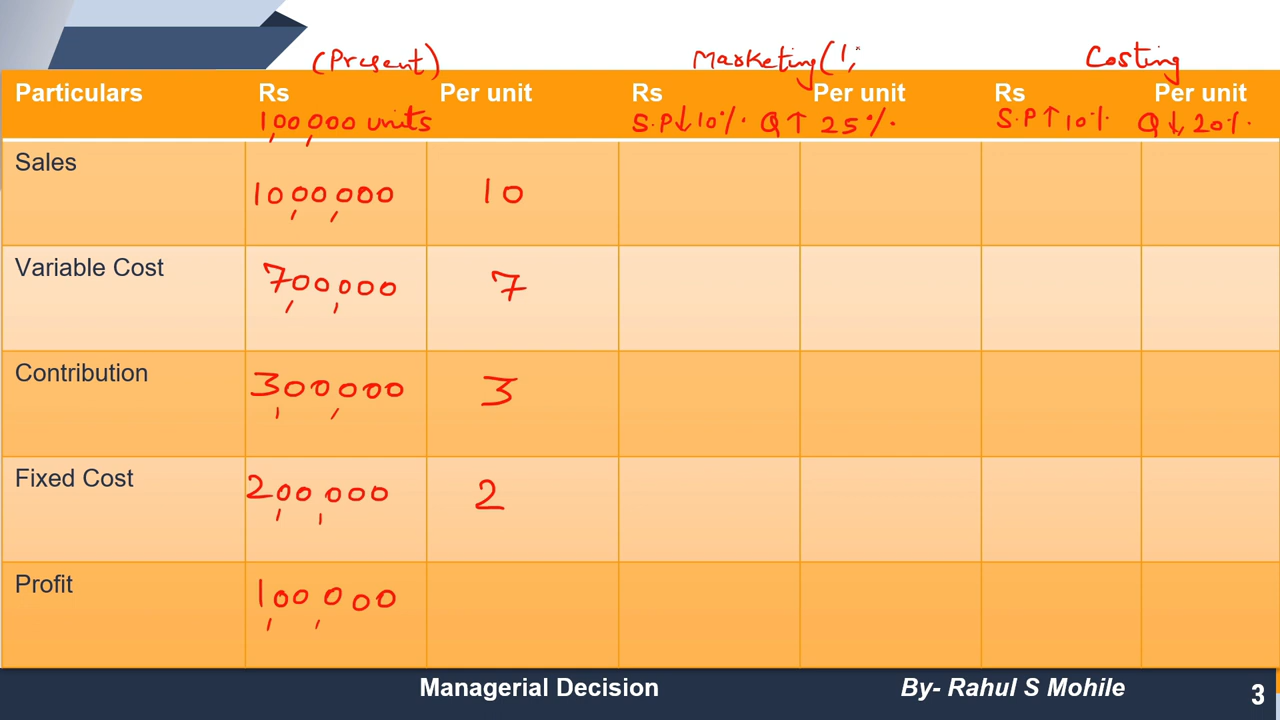 (Present) Marketing(1, Costing
Particulars Rs Per unit Rs Per unit Rs Per unit
1,00,000 units S.P↓10%. Q↑ 25%. S.P↑10%. Q↓20%.
Sales
10,00,000 10
Variable Cost
7,00,000 7
Contribution
3,00,000 3
Fixed Cost
2,00,000 2
Profit
1,00,000
Managerial Decision By- Rahul S Mohile 3